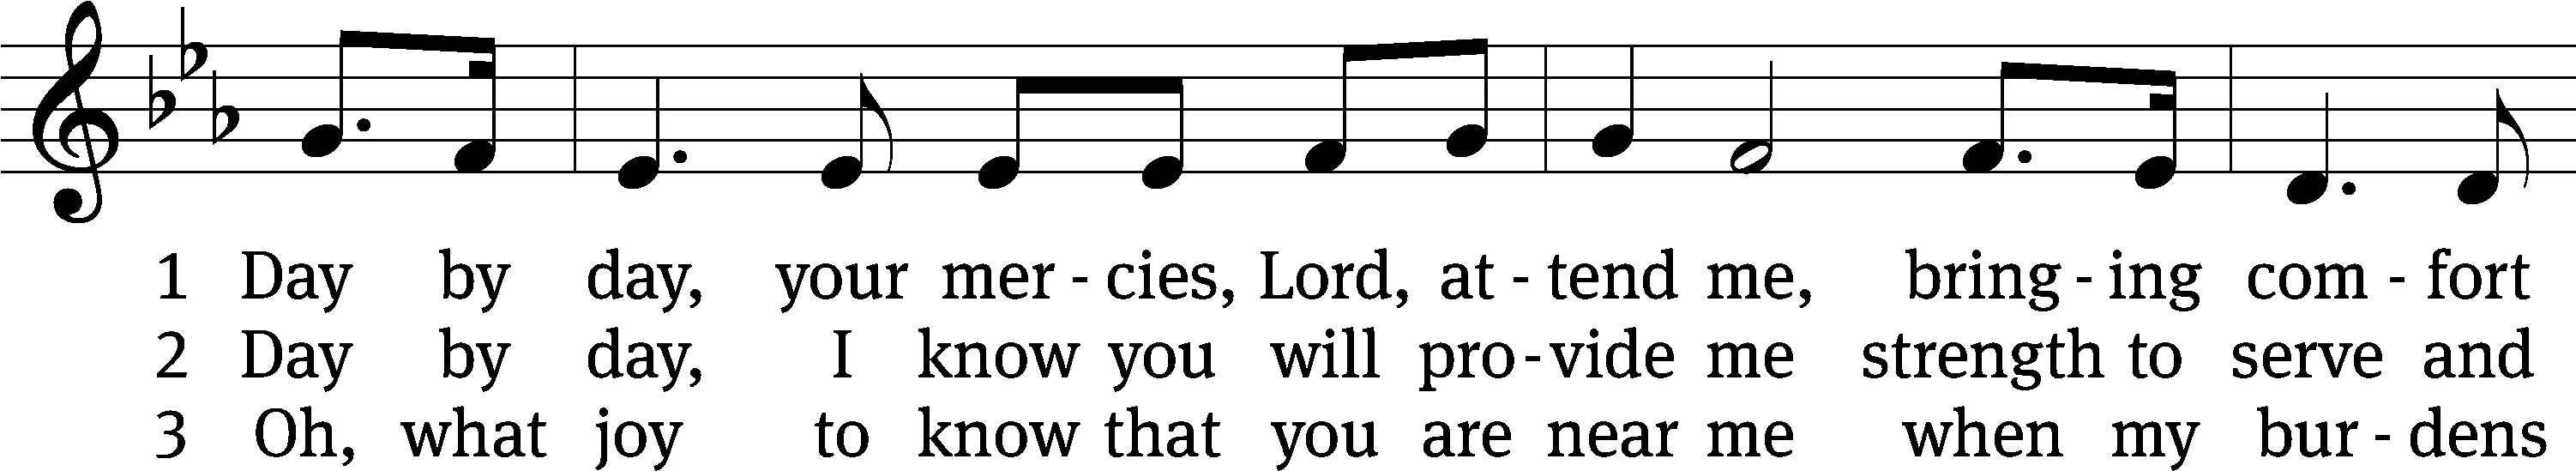 1 Day by day, your mer - cies, Lord, at - tend me, bring - ing com - fort
2 Day by day, I know you will pro - vide me strength to serve and
3 Oh, what joy to know that you are near me when my bur - dens